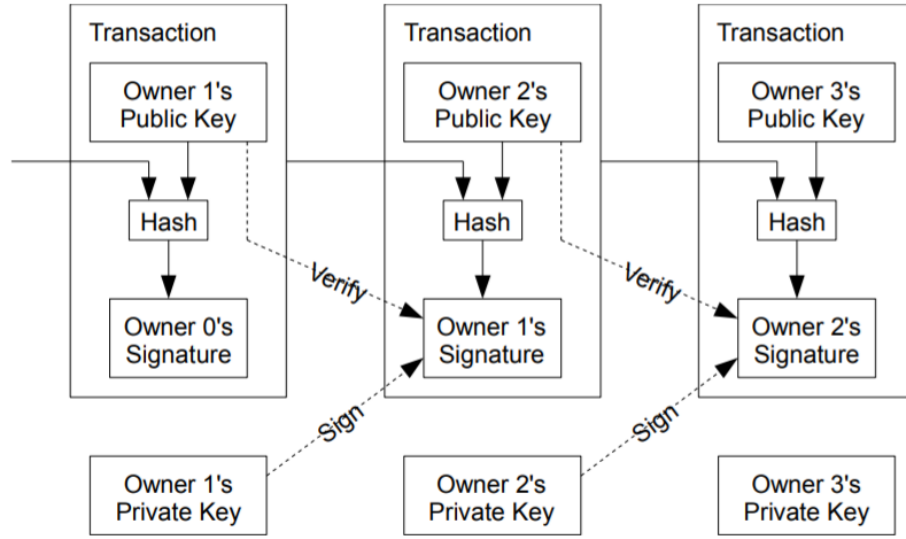 Transaction
Owner 1's
Public Key
Hash
Owner 0's
Signature
Transaction
Owner 2's
Public Key
Hash
Verify
Owner 1's
Signature
Sign
Transaction
Owner 3's
Public Key
Hash
Verify
Owner 2's
Signature
Sign
Owner 1's
Private Key
Owner 2's
Private Key
Owner 3's
Private Key